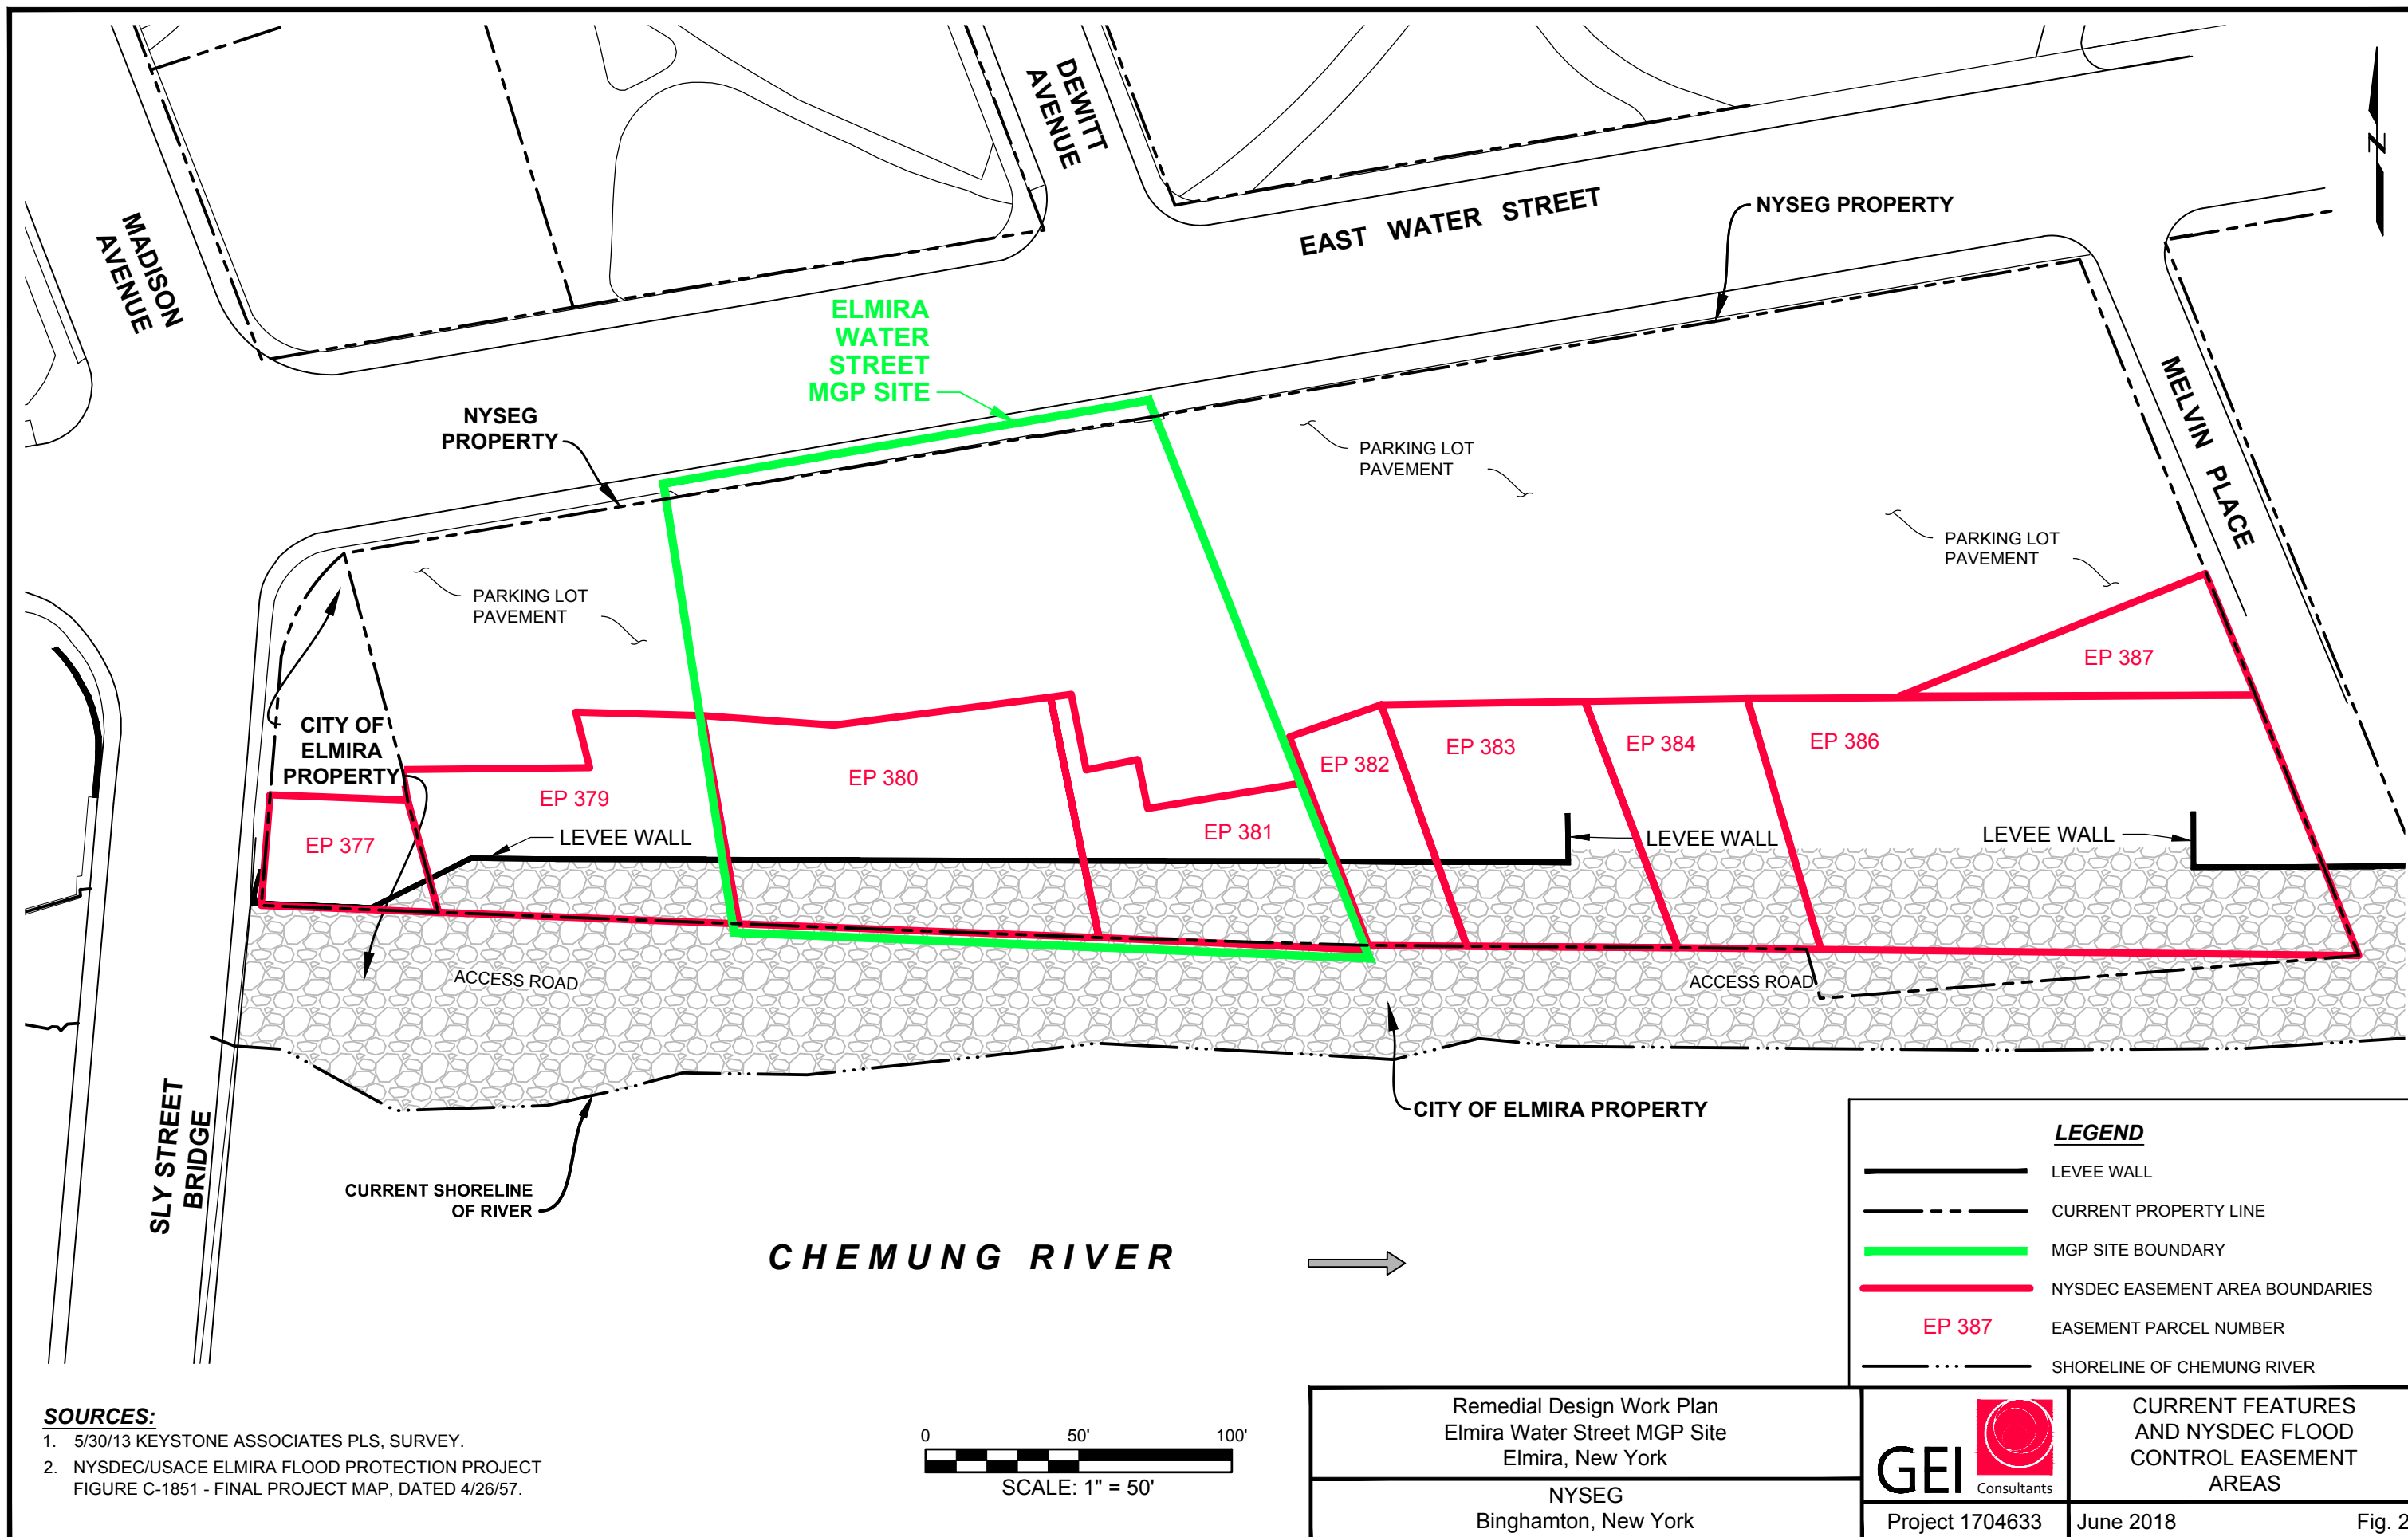 DEWITT
AVENUE
MADISON
AVENUE
EAST WATER STREET
NYSEG PROPERTY
N
ELMIRA
WATER
STREET
MGP SITE
NYSEG
PROPERTY
PARKING LOT
PAVEMENT
MELVIN PLACE
PARKING LOT
PAVEMENT
PARKING LOT
PAVEMENT
CITY OF
ELMIRA
PROPERTY
EP 377
EP 379
EP 380
EP 381
EP 382
EP 383
EP 384
EP 386
EP 387
LEVEE WALL
LEVEE WALL
LEVEE WALL
ACCESS ROAD
ACCESS ROAD
CITY OF ELMIRA PROPERTY
SLY STREET
BRIDGE
CURRENT SHORELINE
OF RIVER
CHEMUNG RIVER
LEGEND
LEVEE WALL
CURRENT PROPERTY LINE
MGP SITE BOUNDARY
NYSDEC EASEMENT AREA BOUNDARIES
EP 387 EASEMENT PARCEL NUMBER
SHORELINE OF CHEMUNG RIVER
SOURCES:
1. 5/30/13 KEYSTONE ASSOCIATES PLS, SURVEY.
2. NYSDEC/USACE ELMIRA FLOOD PROTECTION PROJECT
FIGURE C-1851 - FINAL PROJECT MAP, DATED 4/26/57.
0 50' 100'
SCALE: 1" = 50'
Remedial Design Work Plan
Elmira Water Street MGP Site
Elmira, New York
NYSEG
Binghamton, New York
GEI Consultants
Project 1704633
CURRENT FEATURES
AND NYSDEC FLOOD
CONTROL EASEMENT
AREAS
June 2018 Fig. 2